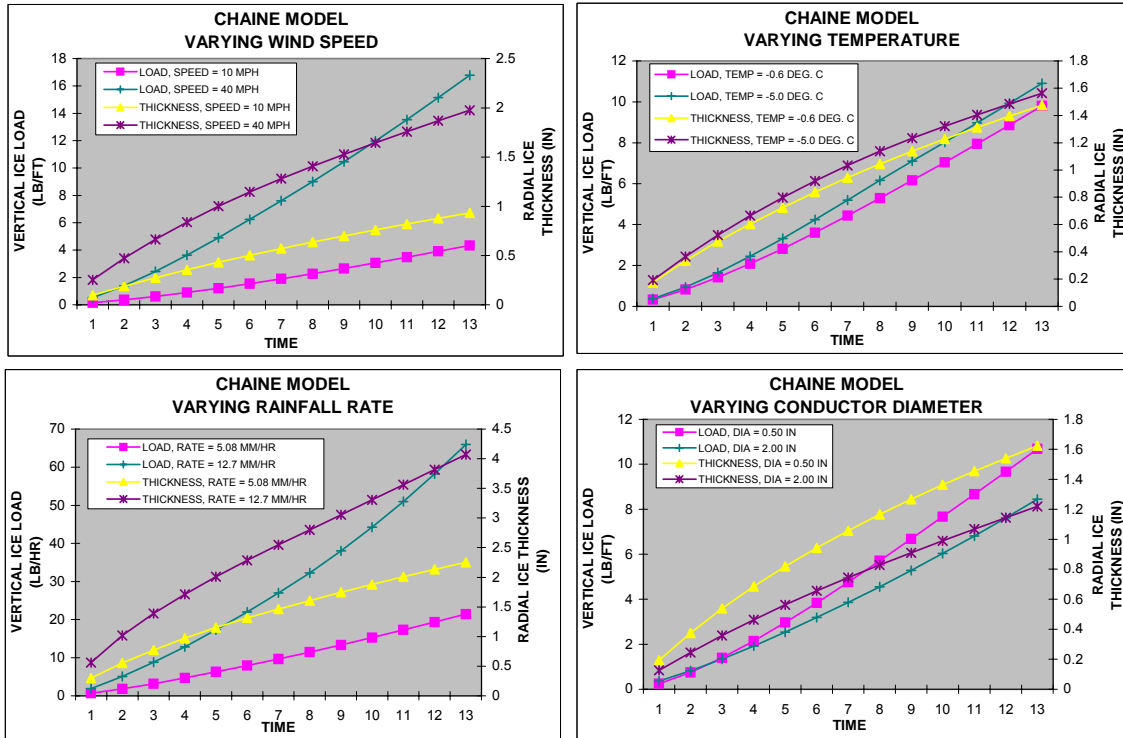 CHAINE MODEL
VARYING WIND SPEED
VERTICAL ICE LOAD
(LB/FT)
18
16
14
12
10
8
6
4
2
0
LOAD, SPEED = 10 MPH
LOAD, SPEED = 40 MPH
THICKNESS, SPEED = 10 MPH
THICKNESS, SPEED = 40 MPH
2.5
2
1.5
1
0.5
0
RADIAL ICE
THICKNESS (IN)
1 2 3 4 5 6 7 8 9 10 11 12 13
TIME
CHAINE MODEL
VARYING TEMPERATURE
VERTICAL ICE LOAD
(LB/FT)
12
10
8
6
4
2
0
LOAD, TEMP = -0.6 DEG. C
LOAD, TEMP = -5.0 DEG. C
THICKNESS, TEMP = -0.6 DEG. C
THICKNESS, TEMP = -5.0 DEG. C
1.8
1.6
1.4
1.2
1
0.8
0.6
0.4
0.2
0
RADIAL ICE
THICKNESS (IN)
1 2 3 4 5 6 7 8 9 10 11 12 13
TIME
CHAINE MODEL
VARYING RAINFALL RATE
VERTICAL ICE LOAD
(LB/HR)
70
60
50
40
30
20
10
0
LOAD, RATE = 5.08 MM/HR
LOAD, RATE = 12.7 MM/HR
THICKNESS, RATE = 5.08 MM/HR
THICKNESS, RATE = 12.7 MM/HR
4.5
4
3.5
3
2.5
2
1.5
1
0.5
0
RADIAL ICE THICKNESS
(IN)
1 2 3 4 5 6 7 8 9 10 11 12 13
TIME
CHAINE MODEL
VARYING CONDUCTOR DIAMETER
VERTICAL ICE LOAD
(LB/FT)
12
10
8
6
4
2
0
LOAD, DIA = 0.50 IN
LOAD, DIA = 2.00 IN
THICKNESS, DIA = 0.50 IN
THICKNESS, DIA = 2.00 IN
1.8
1.6
1.4
1.2
1
0.8
0.6
0.4
0.2
0
RADIAL ICE
THICKNESS (IN)
1 2 3 4 5 6 7 8 9 10 11 12 13
TIME